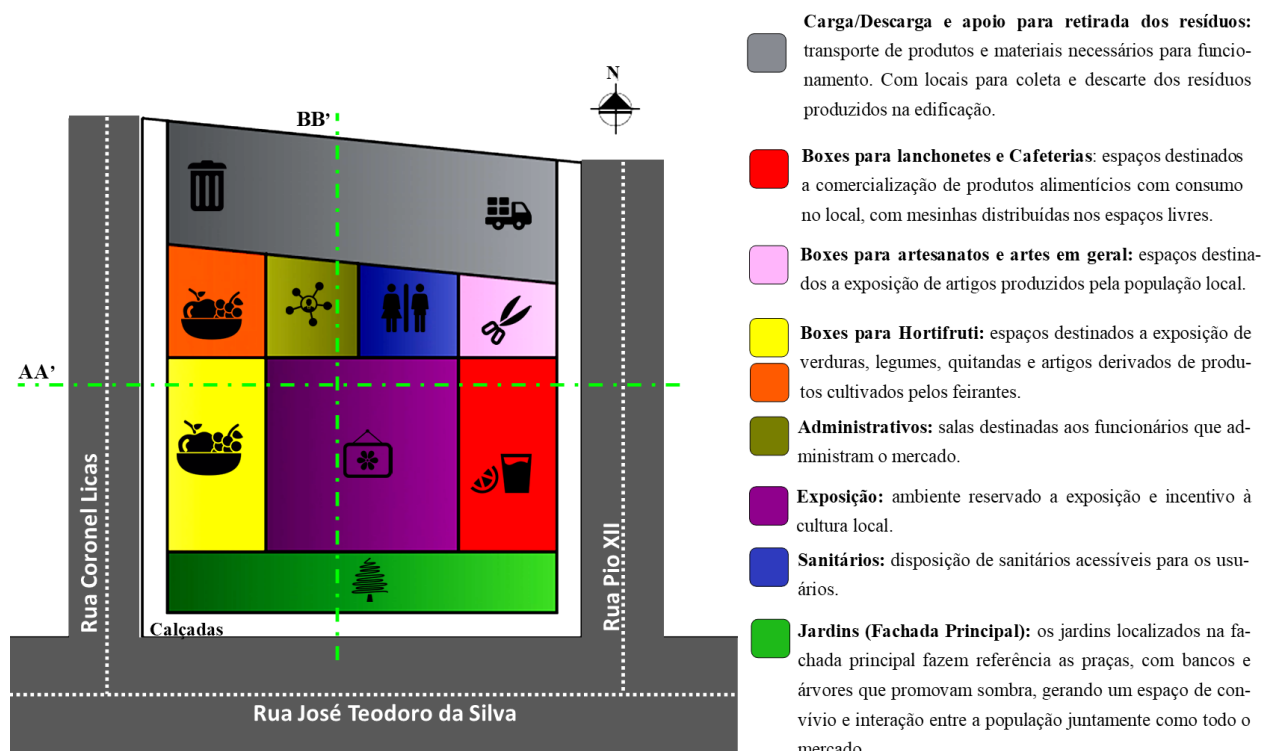 N
BB'
AA'
Rua Coronel Licas
Rua Pio XII
Calçadas
Rua José Teodoro da Silva
Carga/Descarga e apoio para retirada dos resíduos:
transporte de produtos e materiais necessários para funcio-
namento. Com locais para coleta e descarte dos resíduos
produzidos na edificação.
Boxes para lanchonetes e Cafeterias: espaços destinados
a comercialização de produtos alimentícios com consumo
no local, com mesinhas distribuídas nos espaços livres.
Boxes para artesanatos e artes em geral: espaços destina-
dos a exposição de artigos produzidos pela população local.
Boxes para Hortifruti: espaços destinados a exposição de
verduras, legumes, quitandas e artigos derivados de produ-
tos cultivados pelos feirantes.
Administrativos: salas destinadas aos funcionários que ad-
ministram o mercado.
Exposição: ambiente reservado a exposição e incentivo à
cultura local.
Sanitários: disposição de sanitários acessíveis para os usu-
ários.
Jardins (Fachada Principal): os jardins localizados na fa-
chada principal fazem referência as praças, com bancos e
árvores que promovam sombra, gerando um espaço de con-
vívio e interação entre a população juntamente como todo o
mercado